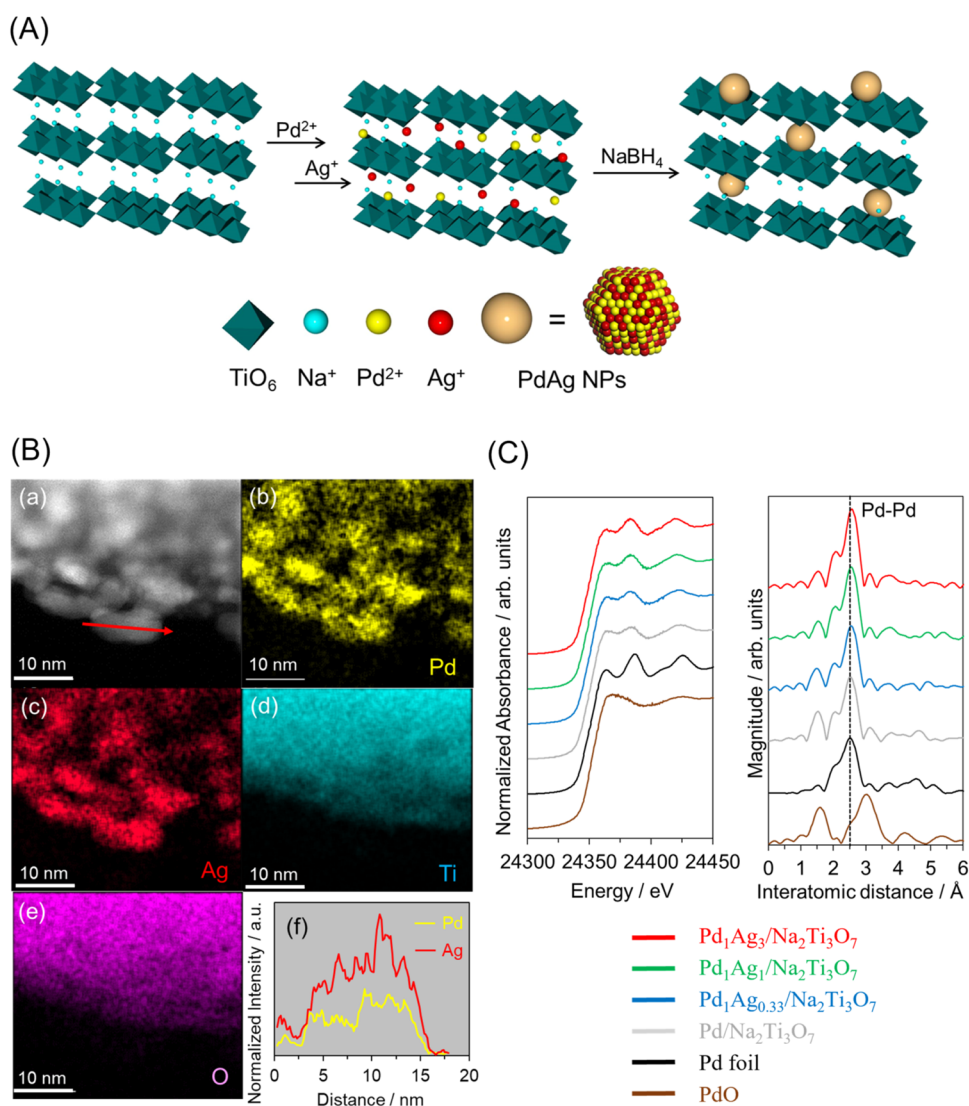 (A)
Pd²⁺
Ag⁺
NaBH₄
TiO₆ Na⁺ Pd²⁺ Ag⁺ = PdAg NPs
(B)
(a)
10 nm
(b)
10 nm
Pd
(c)
10 nm
Ag
(d)
10 nm
Ti
(e)
10 nm
O
(f)
Pd
Ag
Normalized Intensity / a.u.
0 5 10 15 20
Distance / nm
(C)
Normalized Absorbance / arb. units
24300 24350 24400 24450
Energy / eV
Pd-Pd
Magnitude / arb. units
0 1 2 3 4 5 6
Interatomic distance / Å
Pd₁Ag₃/Na₂Ti₃O₇
Pd₁Ag₁/Na₂Ti₃O₇
Pd₁Ag₀.₃₃/Na₂Ti₃O₇
Pd/Na₂Ti₃O₇
Pd foil
PdO